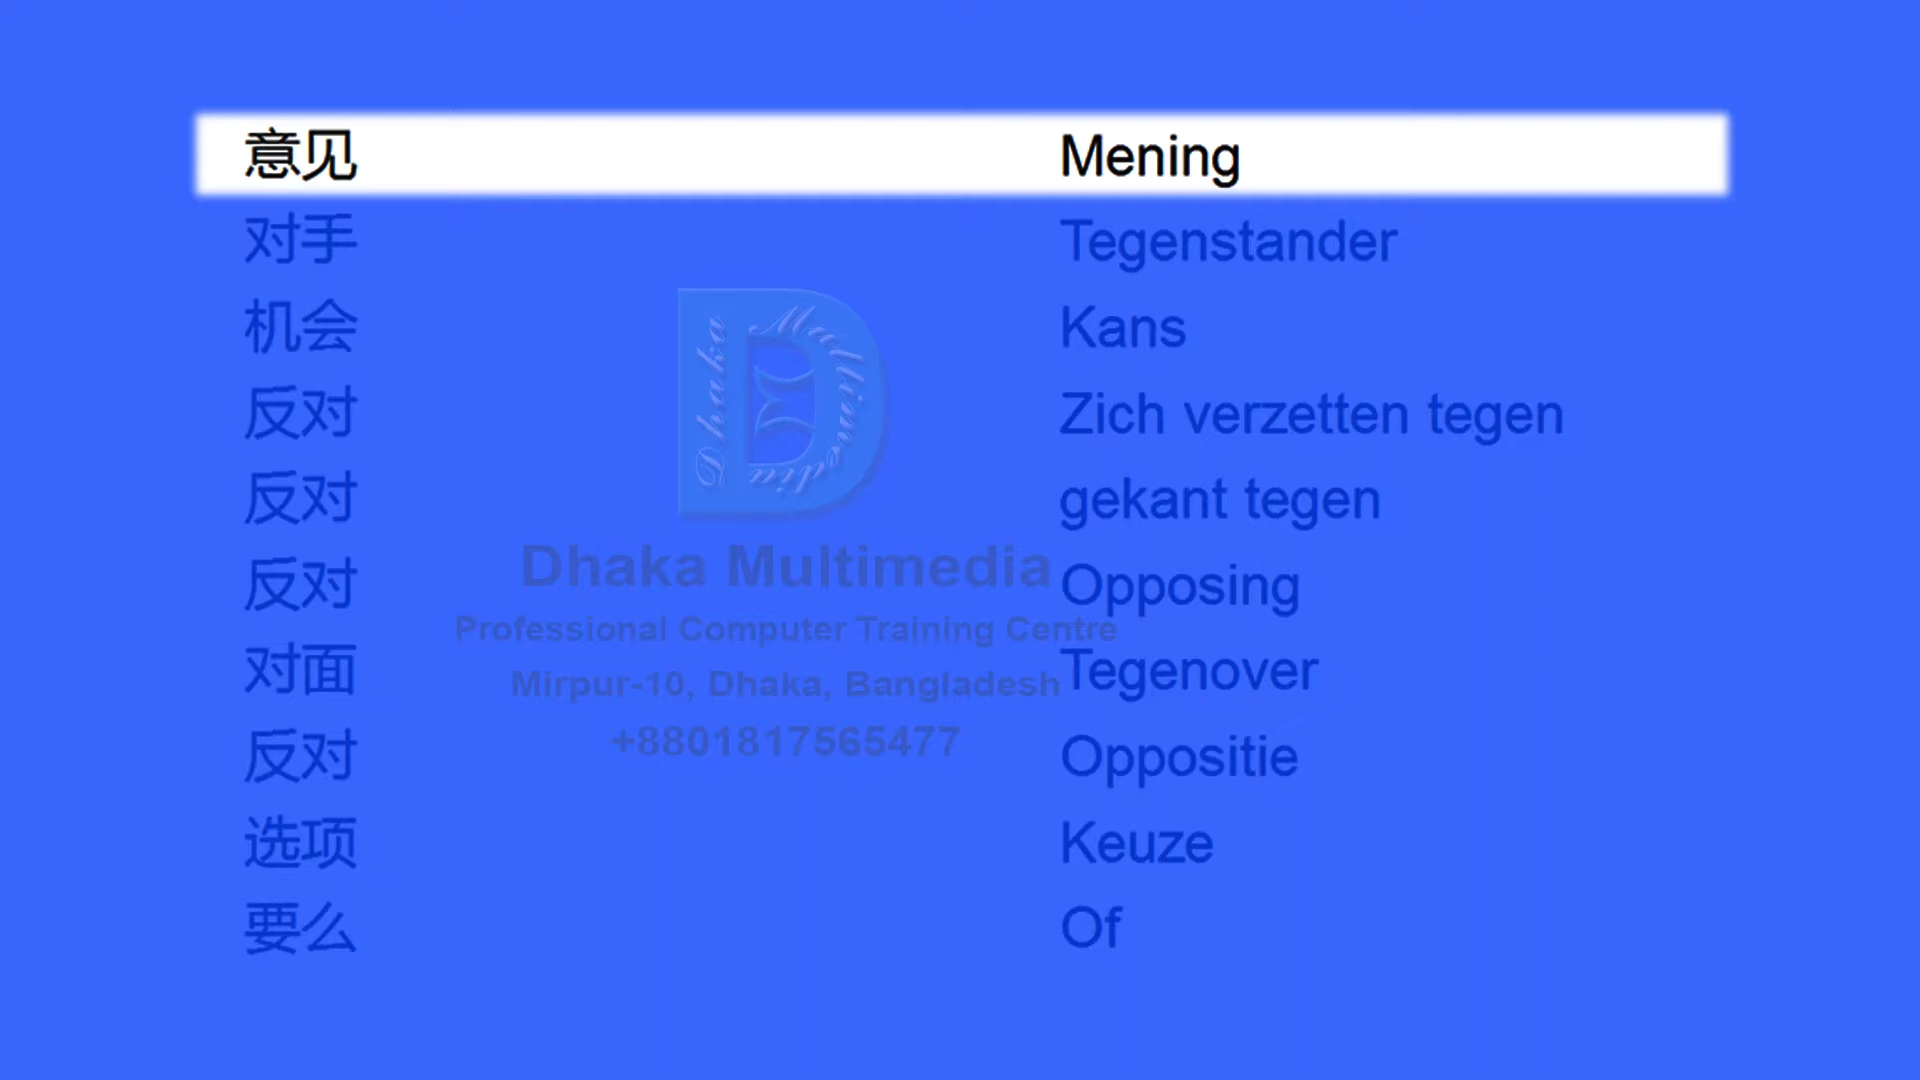 意见 Mening
对手 Tegenstander
机会 Kans
反对 Zich verzetten tegen
反对 gekant tegen
反对 Opposing
对面 Tegenover
反对 Oppositie
选项 Keuze
要么 Of
Dhaka Multimedia
Dhaka Multimedia
Professional Computer Training Centre
Mirpur-10, Dhaka, Bangladesh
+8801817565477